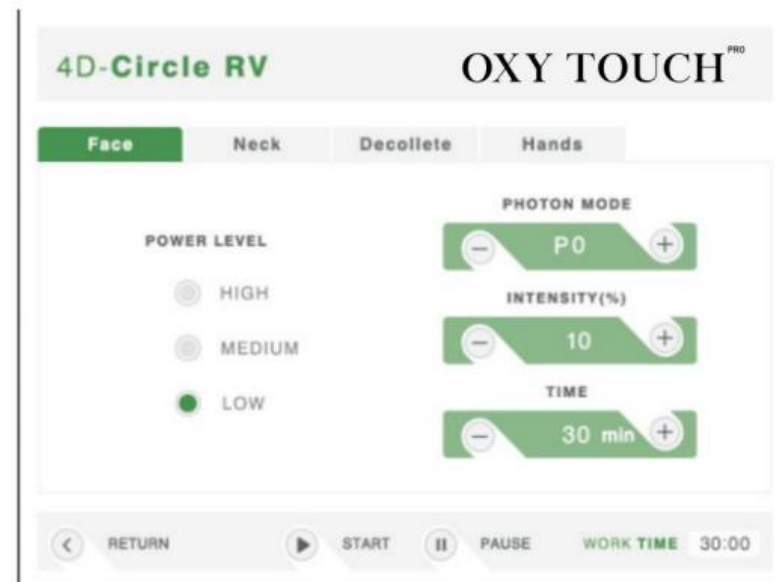 4D-Circle RV
OXY TOUCH PRO
Face Neck Decollete Hands
POWER LEVEL
HIGH
MEDIUM
LOW
PHOTON MODE
− P0 +
INTENSITY(%)
− 10 +
TIME
− 30 min +
RETURN START PAUSE WORK TIME 30:00